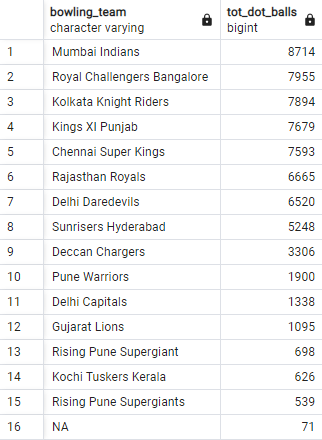 bowling_team tot_dot_balls
character varying bigint
1 Mumbai Indians 8714
2 Royal Challengers Bangalore 7955
3 Kolkata Knight Riders 7894
4 Kings XI Punjab 7679
5 Chennai Super Kings 7593
6 Rajasthan Royals 6665
7 Delhi Daredevils 6520
8 Sunrisers Hyderabad 5248
9 Deccan Chargers 3306
10 Pune Warriors 1900
11 Delhi Capitals 1338
12 Gujarat Lions 1095
13 Rising Pune Supergiant 698
14 Kochi Tuskers Kerala 626
15 Rising Pune Supergiants 539
16 NA 71